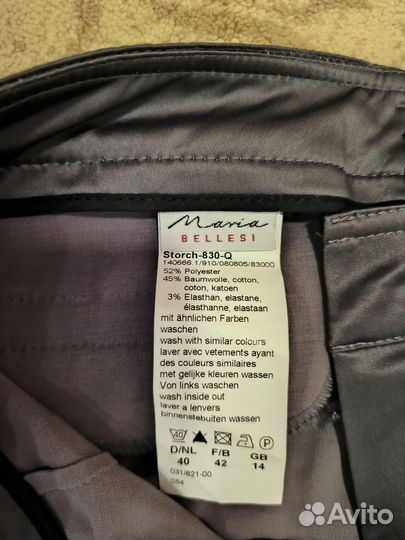 Maria
BELLESI
Storch-830-Q
140666.1/910/080805/83000
52% Polyester
45% Baumwolle, cotton,
coton, katoen
3% Elasthan, elastane,
élasthanne, elastaan
mit ähnlichen Farben
waschen
wash with similar colours
laver avec vetements ayant
des couleurs similaires
met gelijke kleuren wassen
Von links waschen
wash inside out
laver a lenvers
binnenstebuiten wassen
40 P
D/NL F/B GB
40 42 14
031/621-00
G84
Avito